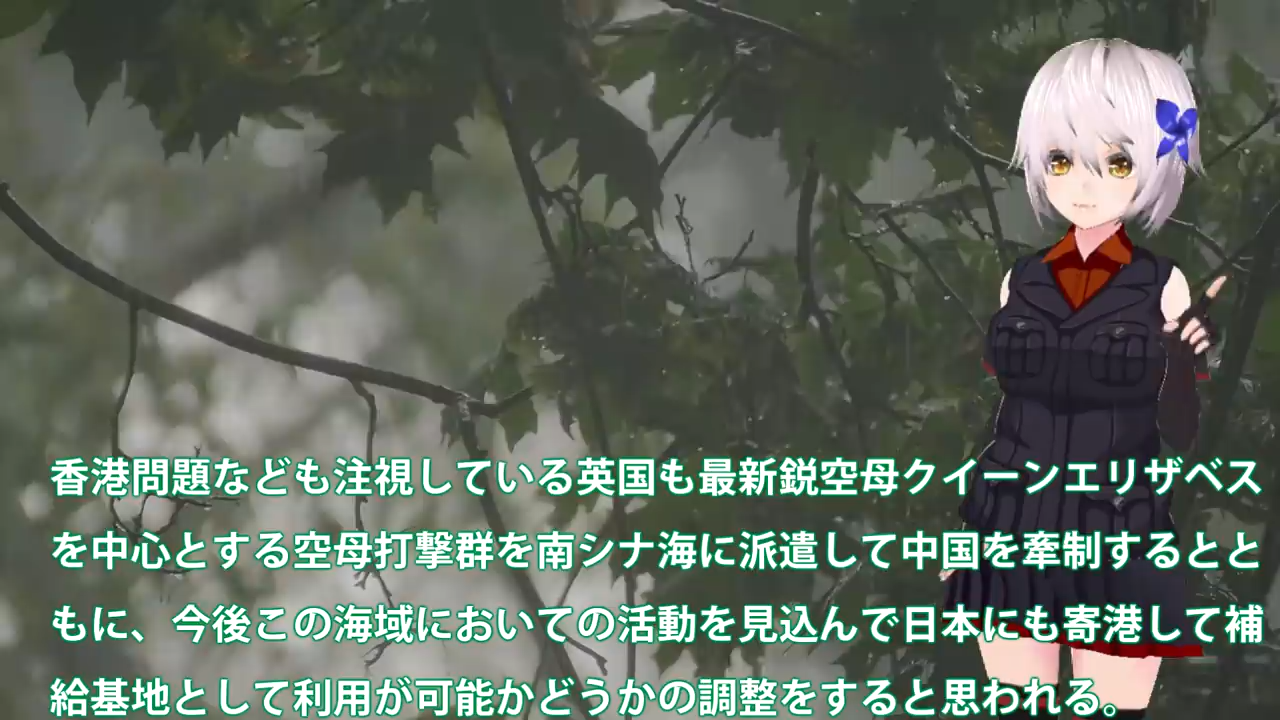 香港問題なども注視している英国も最新鋭空母クイーンエリザベス
を中心とする空母打撃群を南シナ海に派遣して中国を牽制するとと
もに、今後この海域においての活動を見込んで日本にも寄港して補
給基地として利用が可能かどうかの調整をすると思われる。